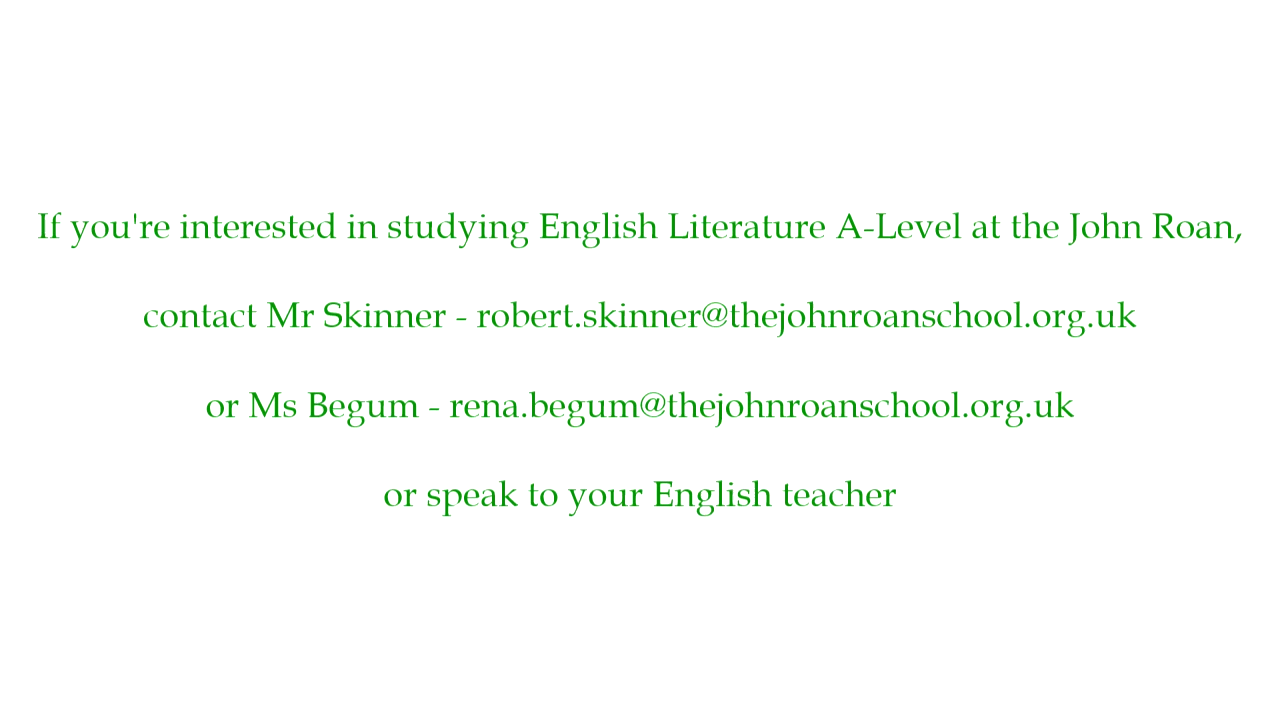 If you're interested in studying English Literature A-Level at the John Roan,
contact Mr Skinner - robert.skinner@thejohnroanschool.org.uk
or Ms Begum - rena.begum@thejohnroanschool.org.uk
or speak to your English teacher